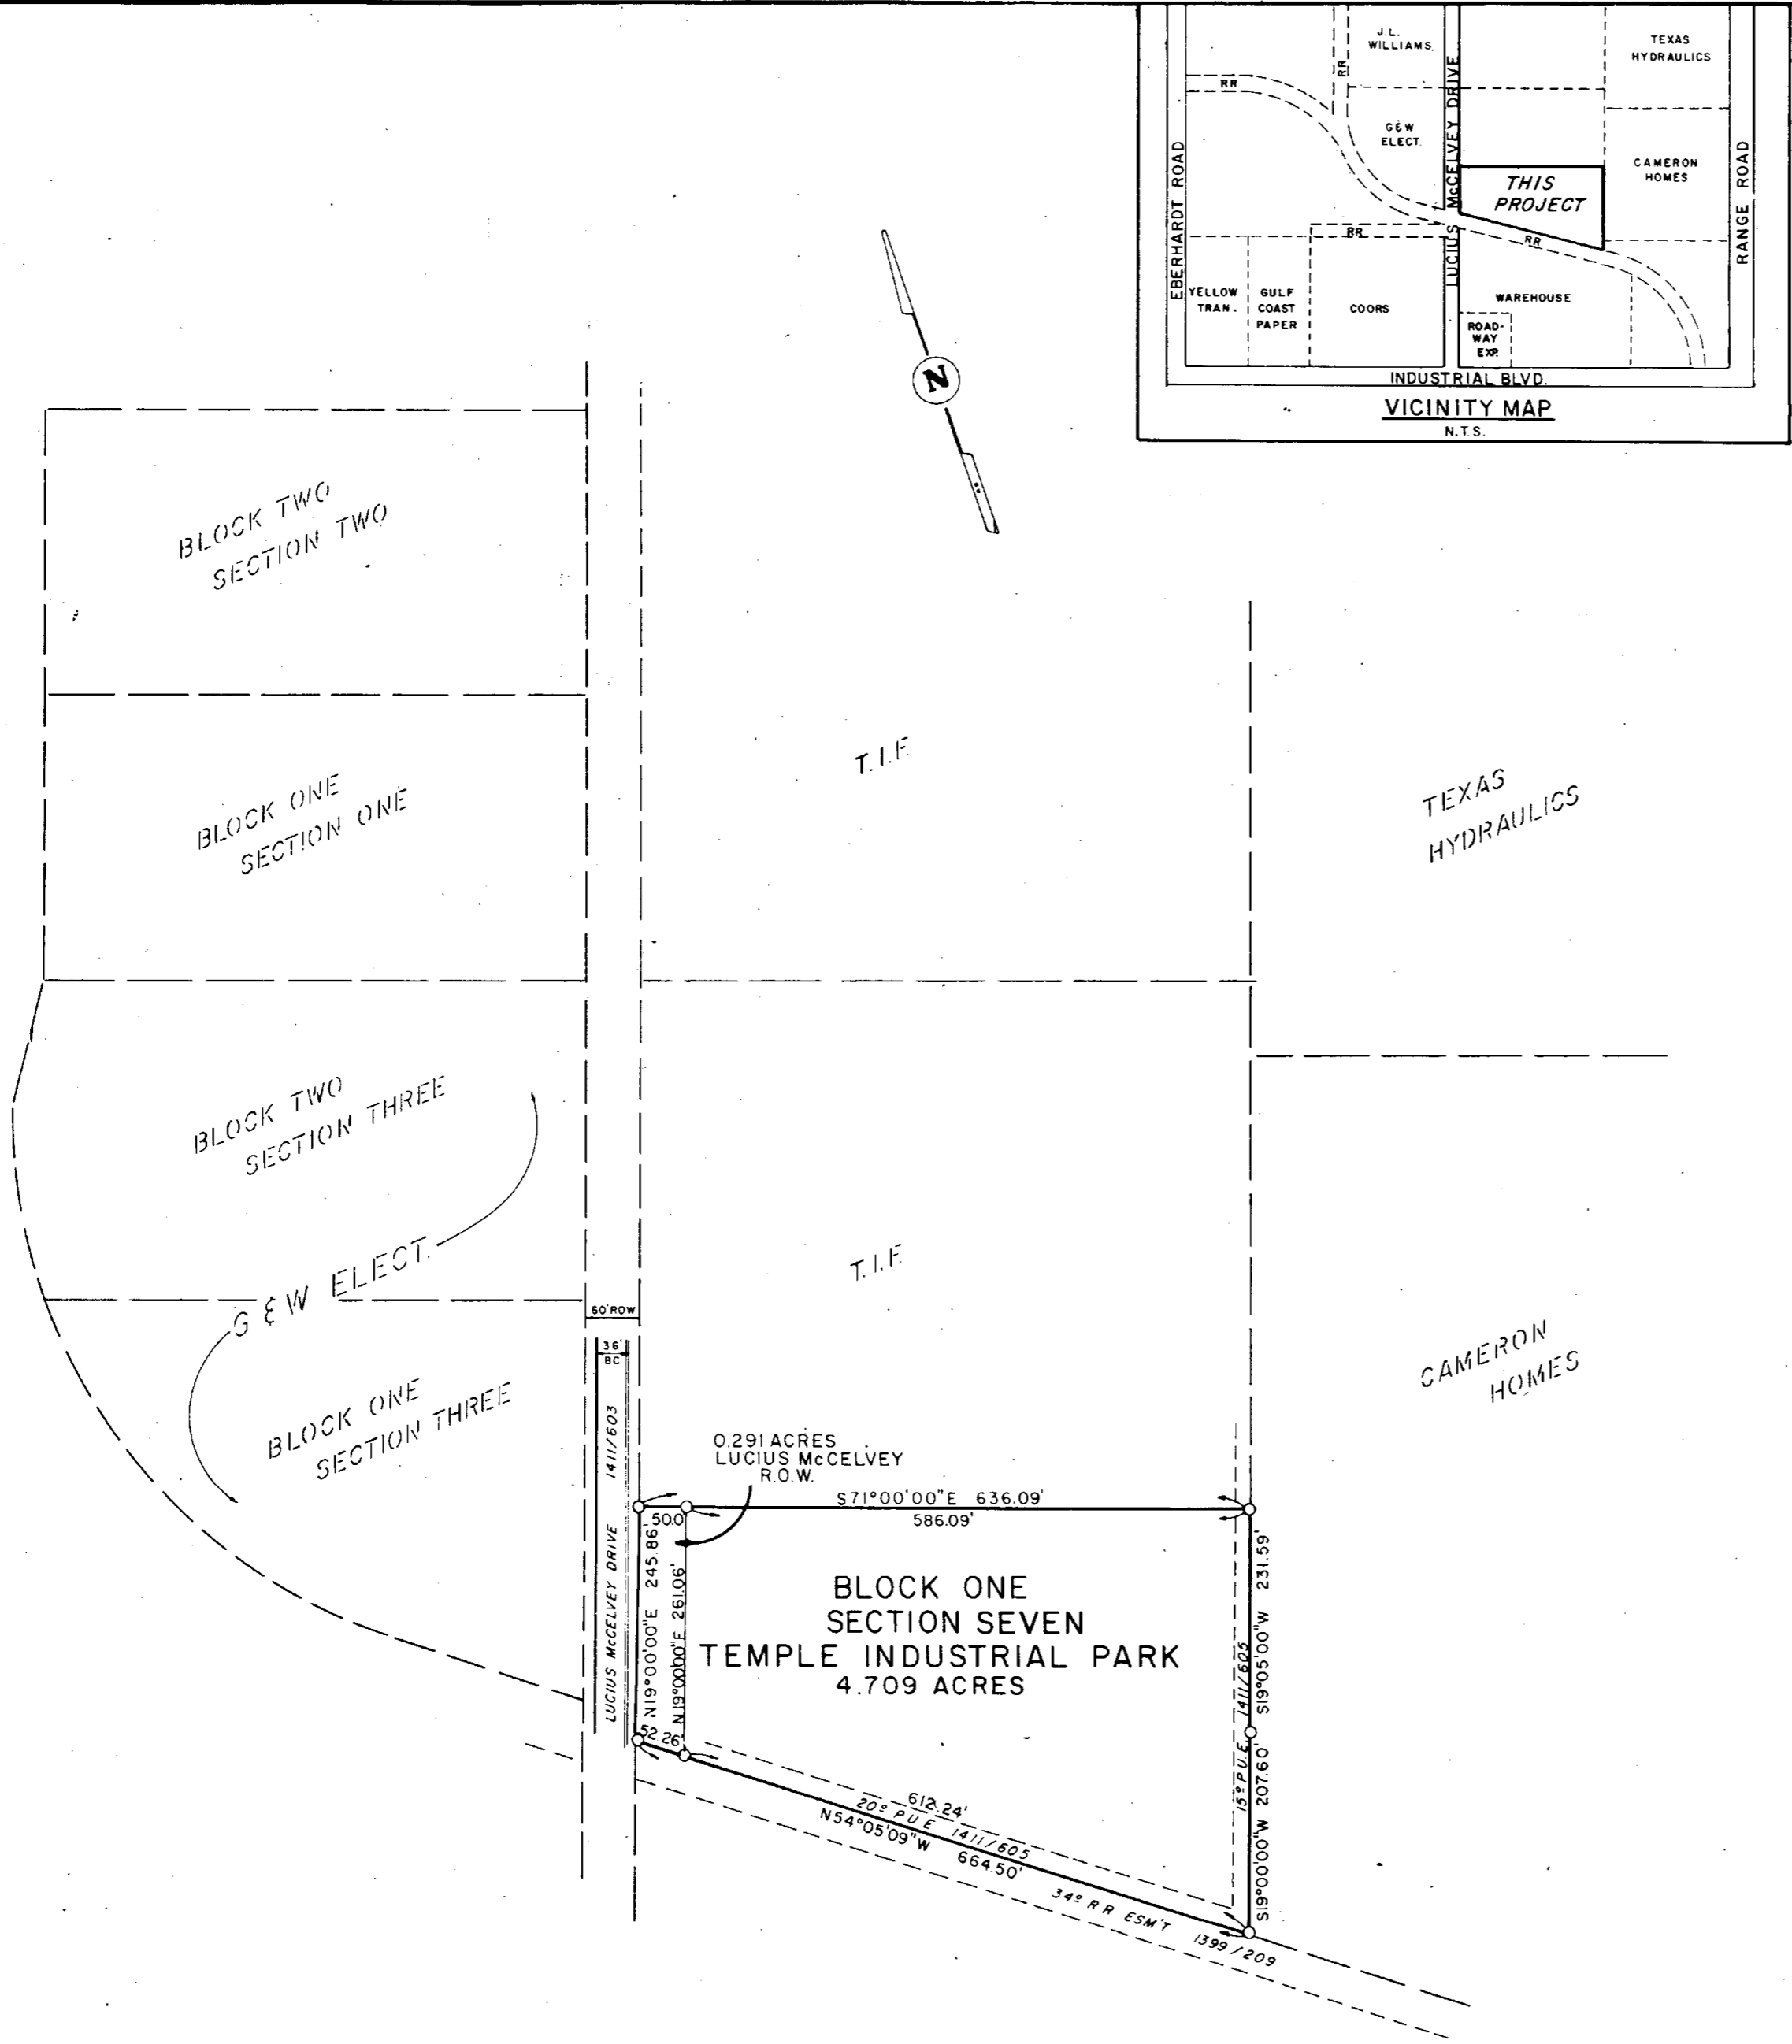 J.L.
WILLIAMS
TEXAS
HYDRAULICS
RR
RR
G&W
ELECT.
CAMERON
HOMES
THIS
PROJECT
EBERHARDT ROAD
LUCIUS McCELVEY DRIVE
RANGE ROAD
RR
RR
YELLOW
TRAN.
GULF
COAST
PAPER
COORS
WAREHOUSE
ROAD-
WAY
EXP.
INDUSTRIAL BLVD.
VICINITY MAP
N.T.S.
N
BLOCK TWO
SECTION TWO
BLOCK ONE
SECTION ONE
T.I.F.
TEXAS
HYDRAULICS
BLOCK TWO
SECTION THREE
G & W ELECT.
T.I.F.
CAMERON
HOMES
BLOCK ONE
SECTION THREE
60' ROW
36'
BC
LUCIUS McCELVEY DRIVE 1411/603
0.291 ACRES
LUCIUS McCELVEY
R.O.W.
S71°00'00"E 636.09'
50.0
586.09'
N19°00'00"E 245.86'
N19°00'00"E 261.06'
52.26'
BLOCK ONE
SECTION SEVEN
TEMPLE INDUSTRIAL PARK
4.709 ACRES
S19°05'00"W 231.59'
15' P.U.E. 1411/605
S19°00'00"W 207.60'
612.24'
20' P U E 1411/605
N54°05'09"W 664.50'
34' R R ESM'T 1399/209